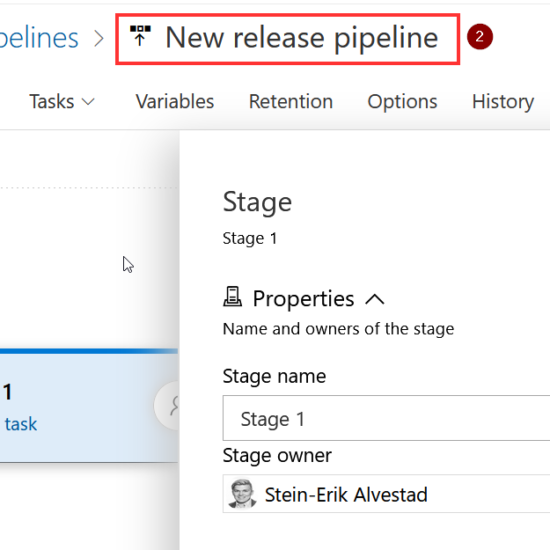 pelines > New release pipeline 2
Tasks Variables Retention Options History
Stage
Stage 1
Properties
Name and owners of the stage
1
task
Stage name
Stage 1
Stage owner
Stein-Erik Alvestad